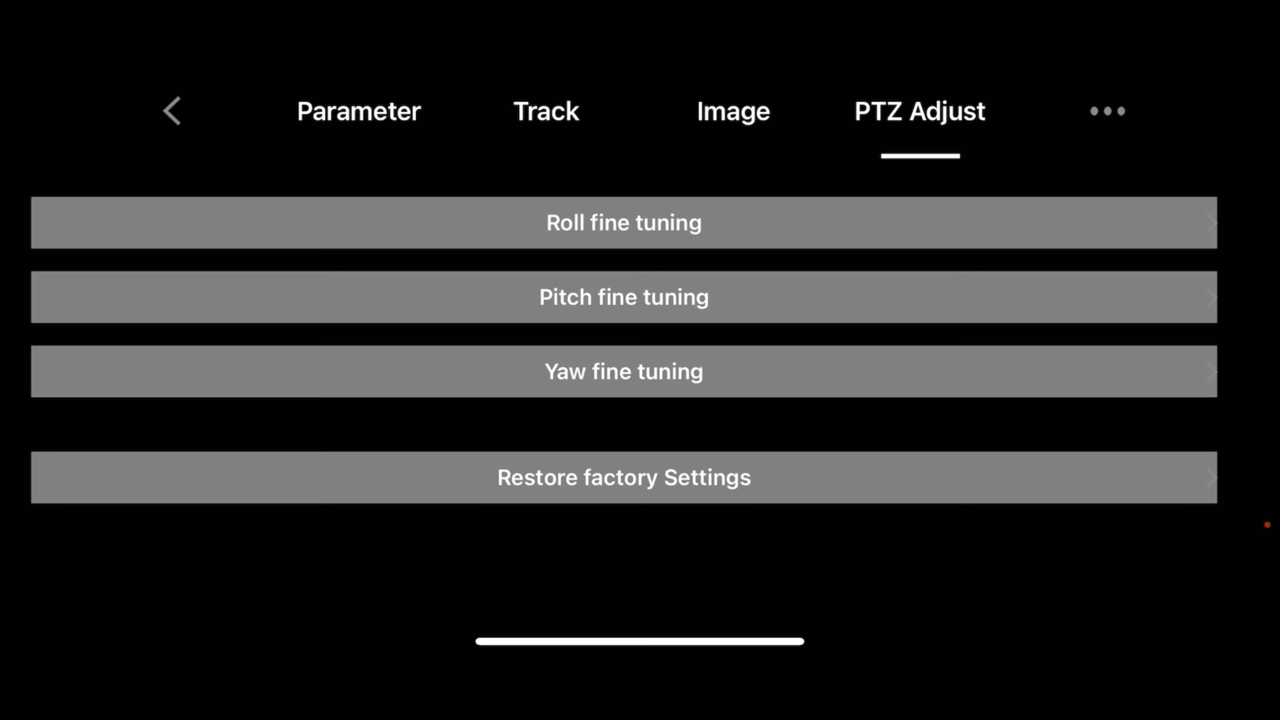 Parameter Track Image PTZ Adjust
Roll fine tuning
Pitch fine tuning
Yaw fine tuning
Restore factory Settings